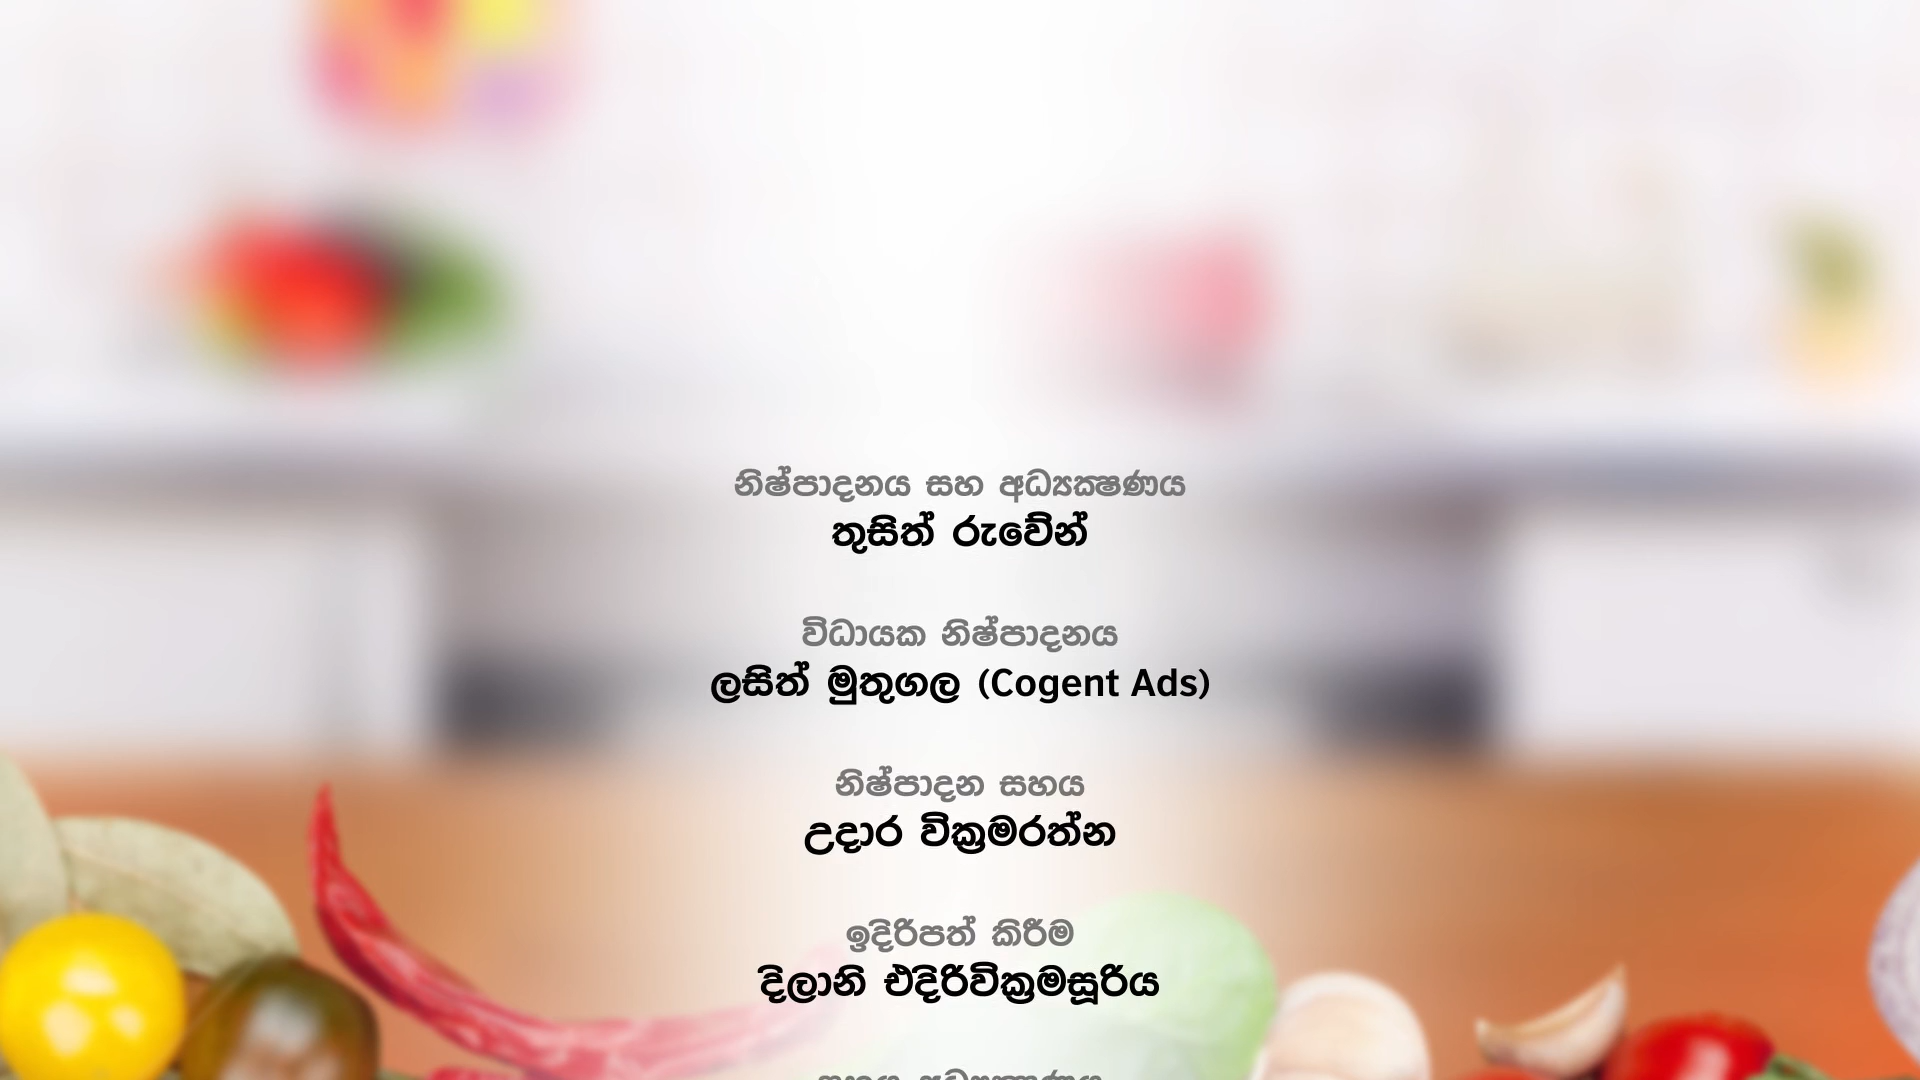 නිෂ්පාදනය සහ අධ්‍යක්ෂණය
තුසිත් රුවේන්
විධායක නිෂ්පාදනය
ලසිත් මුතුගල (Cogent Ads)
නිෂ්පාදන සහය
උදාර වික්‍රමරත්න
ඉදිරිපත් කිරීම
දිලානි එදිරිවික්‍රමසූරිය